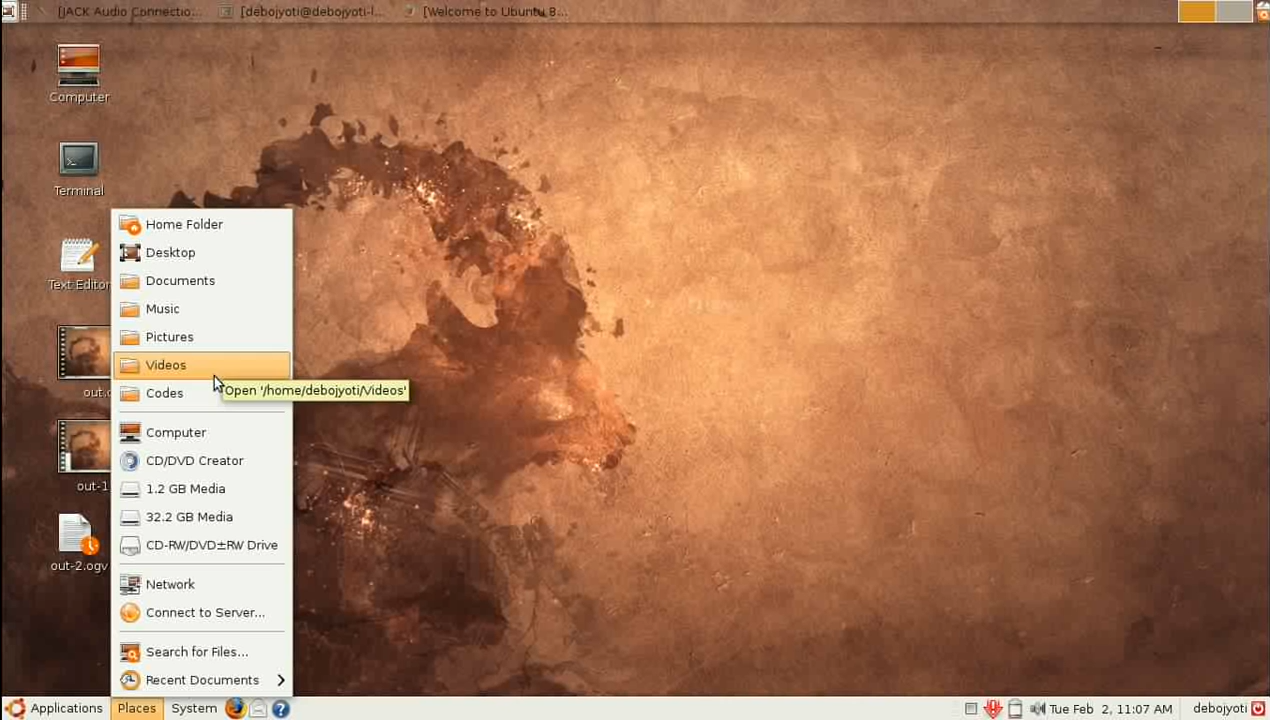 [JACK Audio Connectio...
[debojyoti@debojyoti-l...
[Welcome to Ubuntu 8...
Computer
Terminal
Text Editor
out.
out-1
out-2.ogv
Home Folder
Desktop
Documents
Music
Pictures
Videos
Open '/home/debojyoti/Videos'
Codes
Computer
CD/DVD Creator
1.2 GB Media
32.2 GB Media
CD-RW/DVD±RW Drive
Network
Connect to Server...
Search for Files...
Recent Documents
Applications Places System Tue Feb 2, 11:07 AM debojyoti